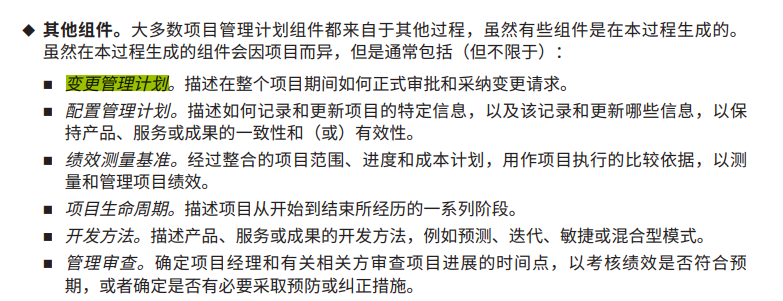 ◆ 其他组件。大多数项目管理计划组件都来自于其他过程，虽然有些组件是在本过程生成的。
虽然在本过程生成的组件会因项目而异，但是通常包括（但不限于）：
■ 变更管理计划。描述在整个项目期间如何正式审批和采纳变更请求。
■ 配置管理计划。描述如何记录和更新项目的特定信息，以及该记录和更新哪些信息，以保
持产品、服务或成果的一致性和（或）有效性。
■ 绩效测量基准。经过整合的项目范围、进度和成本计划，用作项目执行的比较依据，以测
量和管理项目绩效。
■ 项目生命周期。描述项目从开始到结束所经历的一系列阶段。
■ 开发方法。描述产品、服务或成果的开发方法，例如预测、迭代、敏捷或混合型模式。
■ 管理审查。确定项目经理和有关相关方审查项目进展的时间点，以考核绩效是否符合预
期，或者确定是否有必要采取预防或纠正措施。